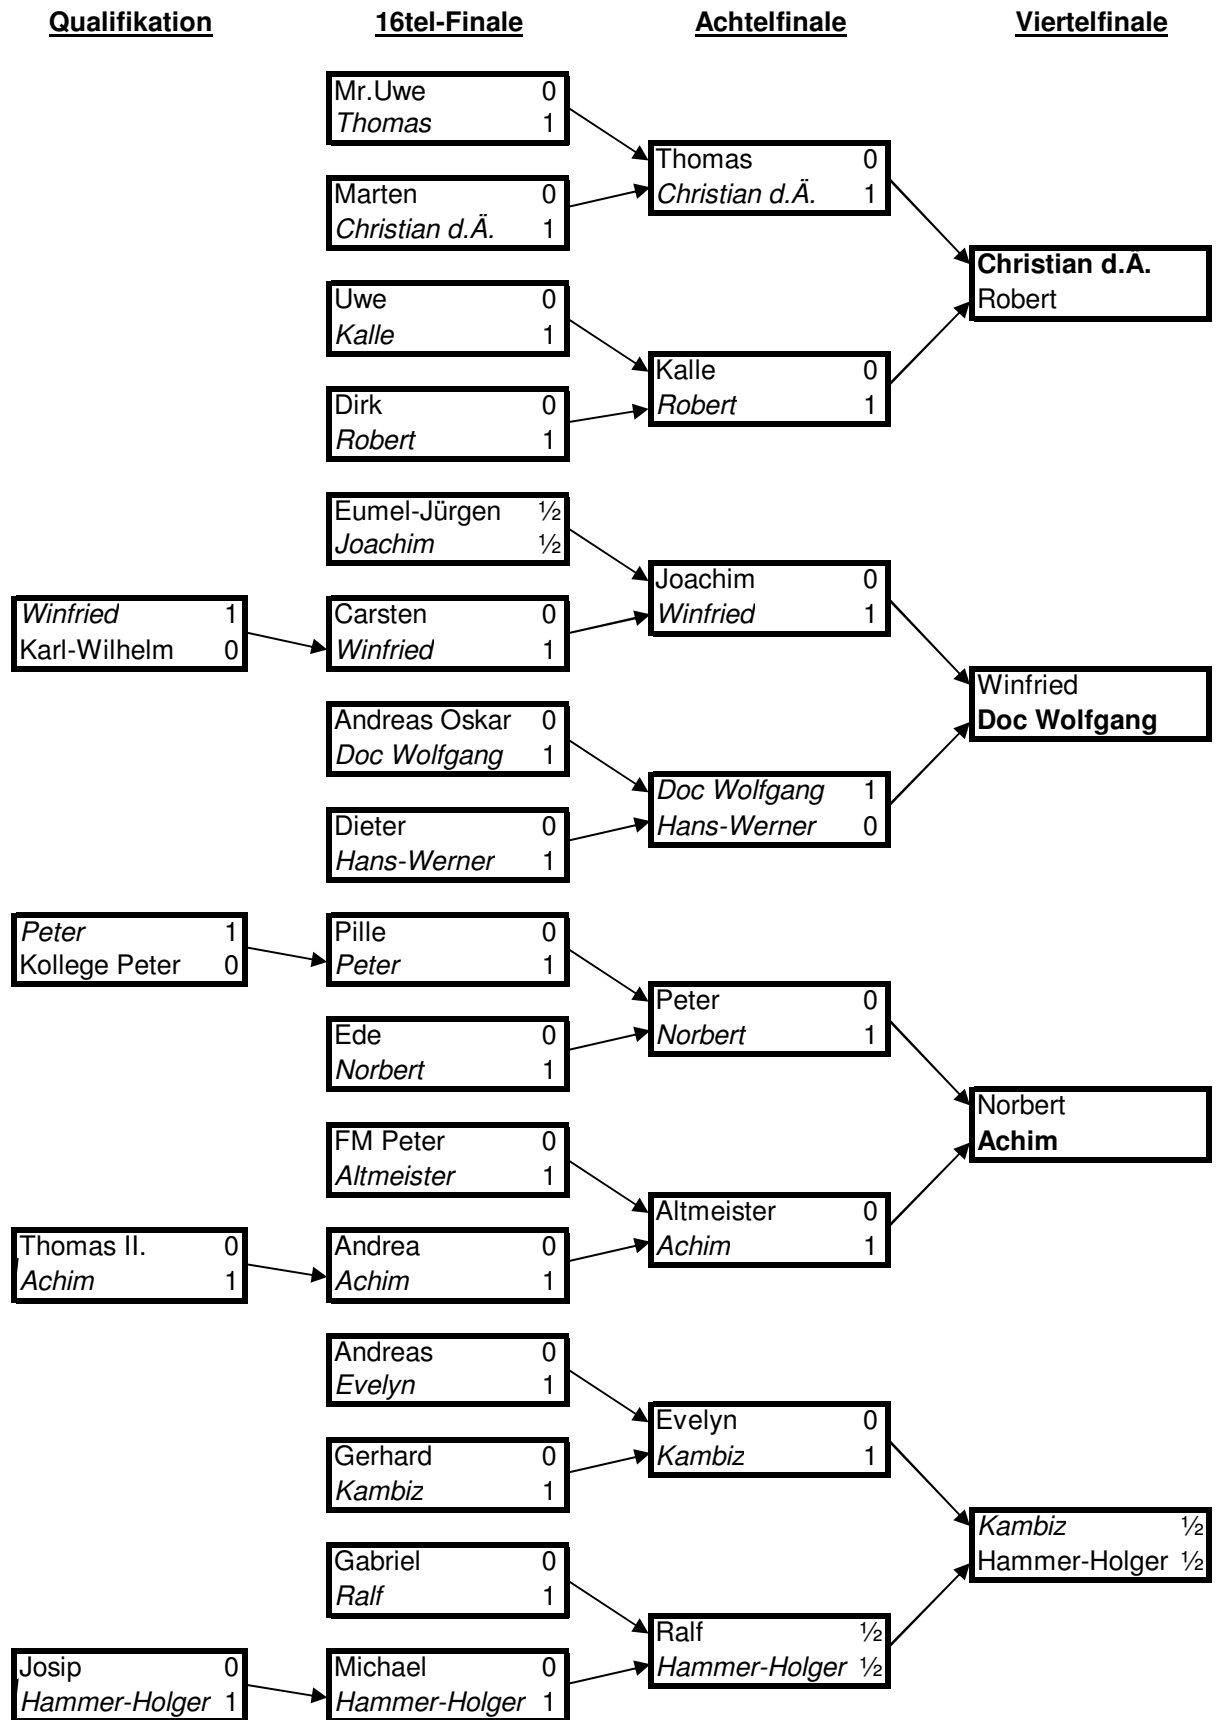 Qualifikation 16tel-Finale Achtelfinale Viertelfinale
Mr.Uwe 0
Thomas 1
Thomas 0
Christian d.Ä. 1
Marten 0
Christian d.Ä. 1
Christian d.Ä.
Robert
Uwe 0
Kalle 1
Kalle 0
Robert 1
Dirk 0
Robert 1
Eumel-Jürgen ½
Joachim ½
Joachim 0
Winfried 1
Winfried 1
Karl-Wilhelm 0
Carsten 0
Winfried 1
Winfried
Doc Wolfgang
Andreas Oskar 0
Doc Wolfgang 1
Doc Wolfgang 1
Hans-Werner 0
Dieter 0
Hans-Werner 1
Peter 1
Kollege Peter 0
Pille 0
Peter 1
Peter 0
Norbert 1
Ede 0
Norbert 1
Norbert
Achim
FM Peter 0
Altmeister 1
Altmeister 0
Achim 1
Thomas II. 0
Achim 1
Andrea 0
Achim 1
Andreas 0
Evelyn 1
Evelyn 0
Kambiz 1
Gerhard 0
Kambiz 1
Kambiz ½
Hammer-Holger ½
Gabriel 0
Ralf 1
Ralf ½
Hammer-Holger ½
Josip 0
Hammer-Holger 1
Michael 0
Hammer-Holger 1